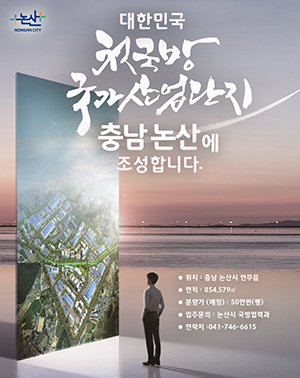 논산
NONSAN CITY
대한민국
첫 국방
국가산업단지
충남 논산에
조성합니다.
● 위치 : 충남 논산시 연무읍
● 면적 : 854,579㎡
● 분양가 (예정) : 50만원(평)
● 입주문의 : 논산시 국방협력과
● 연락처 :041-746-6615